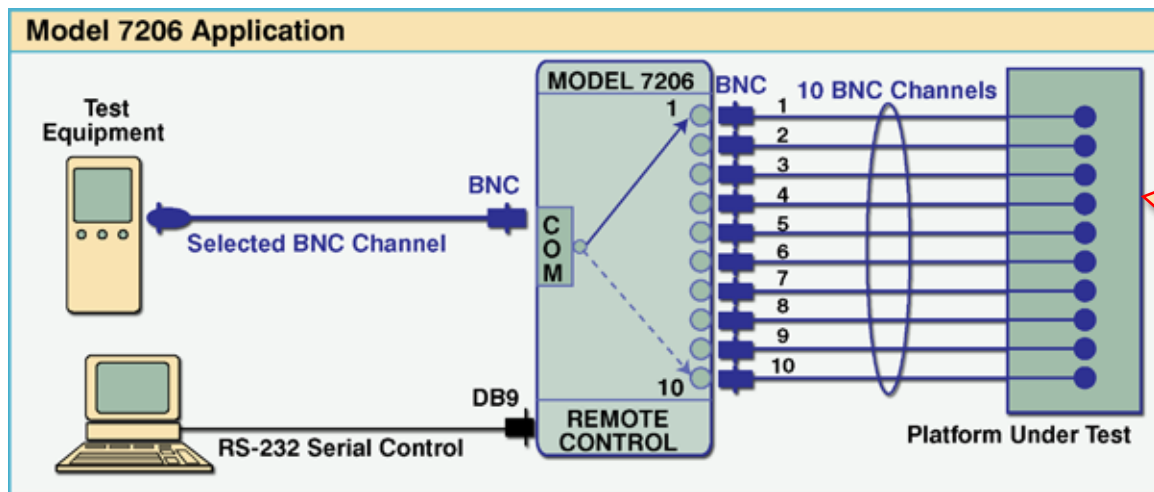 Model 7206 Application
Test
Equipment
BNC
Selected BNC Channel
MODEL 7206
1
COM
10
REMOTE
CONTROL
DB9
RS-232 Serial Control
BNC
10 BNC Channels
1
2
3
4
5
6
7
8
9
10
Platform Under Test